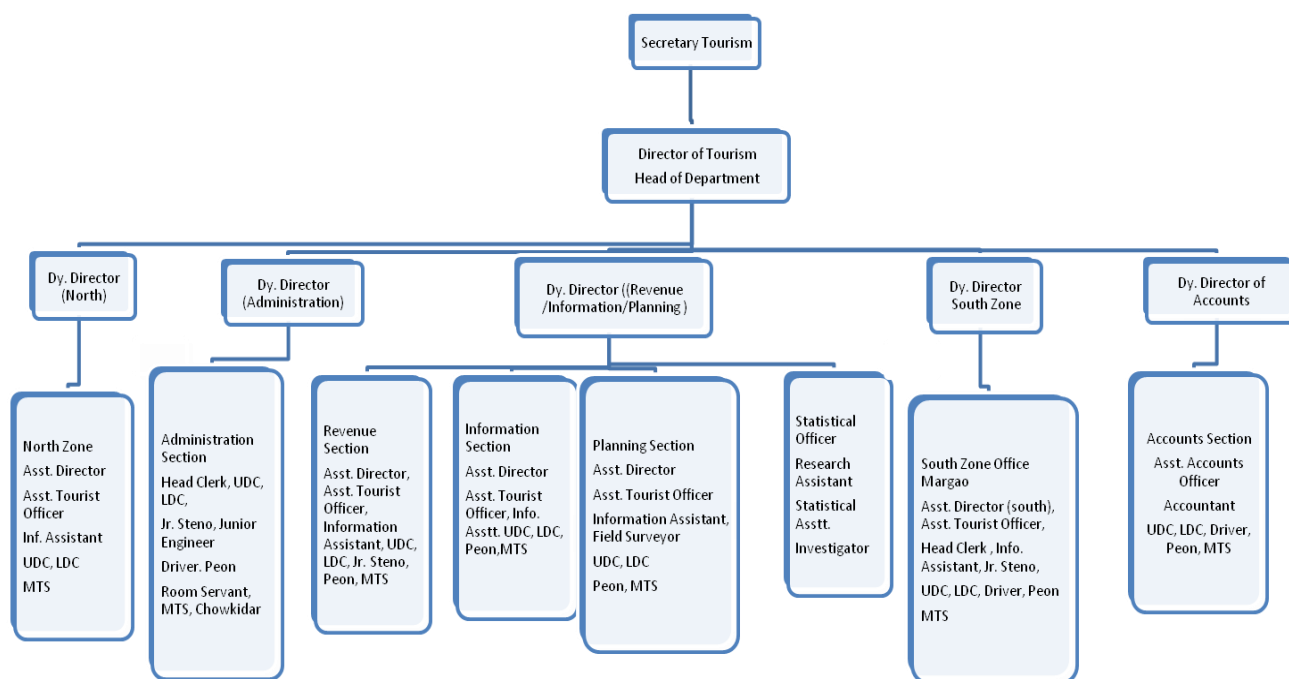 Secretary Tourism
Director of Tourism
Head of Department
Dy. Director
(North)
Dy. Director
(Administration)
Dy. Director ((Revenue
/Information/Planning )
Dy. Director
South Zone
Dy. Director of
Accounts
North Zone
Asst. Director
Asst. Tourist
Officer
Inf. Assistant
UDC, LDC
MTS
Administration
Section
Head Clerk, UDC,
LDC,
Jr. Steno, Junior
Engineer
Driver. Peon
Room Servant,
MTS, Chowkidar
Revenue
Section
Asst. Director,
Asst. Tourist
Officer,
Information
Assistant, UDC,
LDC, Jr. Steno,
Peon, MTS
Information
Section
Asst. Director
Asst. Tourist
Officer, Info.
Asstt. UDC, LDC,
Peon,MTS
Planning Section
Asst. Director
Asst. Tourist Officer
Information Assistant,
Field Surveyor
UDC, LDC
Peon, MTS
Statistical
Officer
Research
Assistant
Statistical
Asstt.
Investigator
South Zone Office
Margao
Asst. Director (south),
Asst. Tourist Officer,
Head Clerk , Info.
Assistant, Jr. Steno,
UDC, LDC, Driver, Peon
MTS
Accounts Section
Asst. Accounts
Officer
Accountant
UDC, LDC, Driver,
Peon, MTS